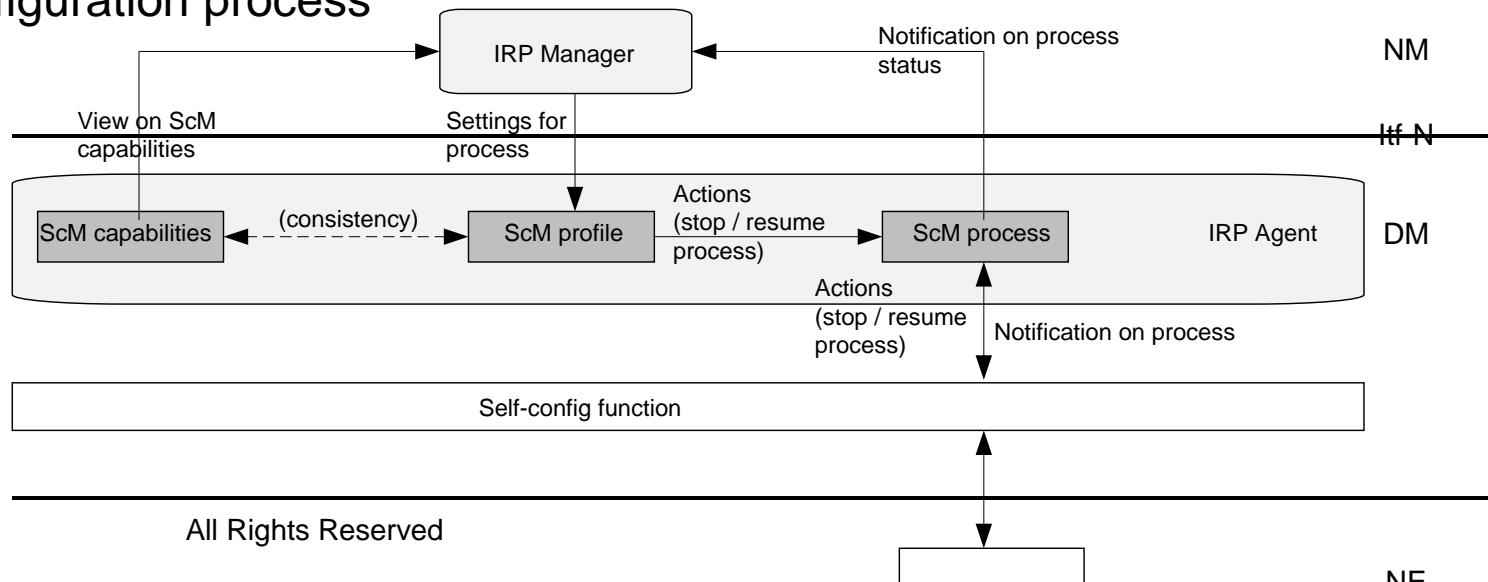 figuration process
IRP Manager
Notification on process
status
NM
View on ScM
capabilities
Settings for
process
Itf-N
ScM capabilities
(consistency)
ScM profile
Actions
(stop / resume
process)
ScM process
IRP Agent
DM
Actions
(stop / resume
process)
Notification on process
Self-config function
All Rights Reserved
NE